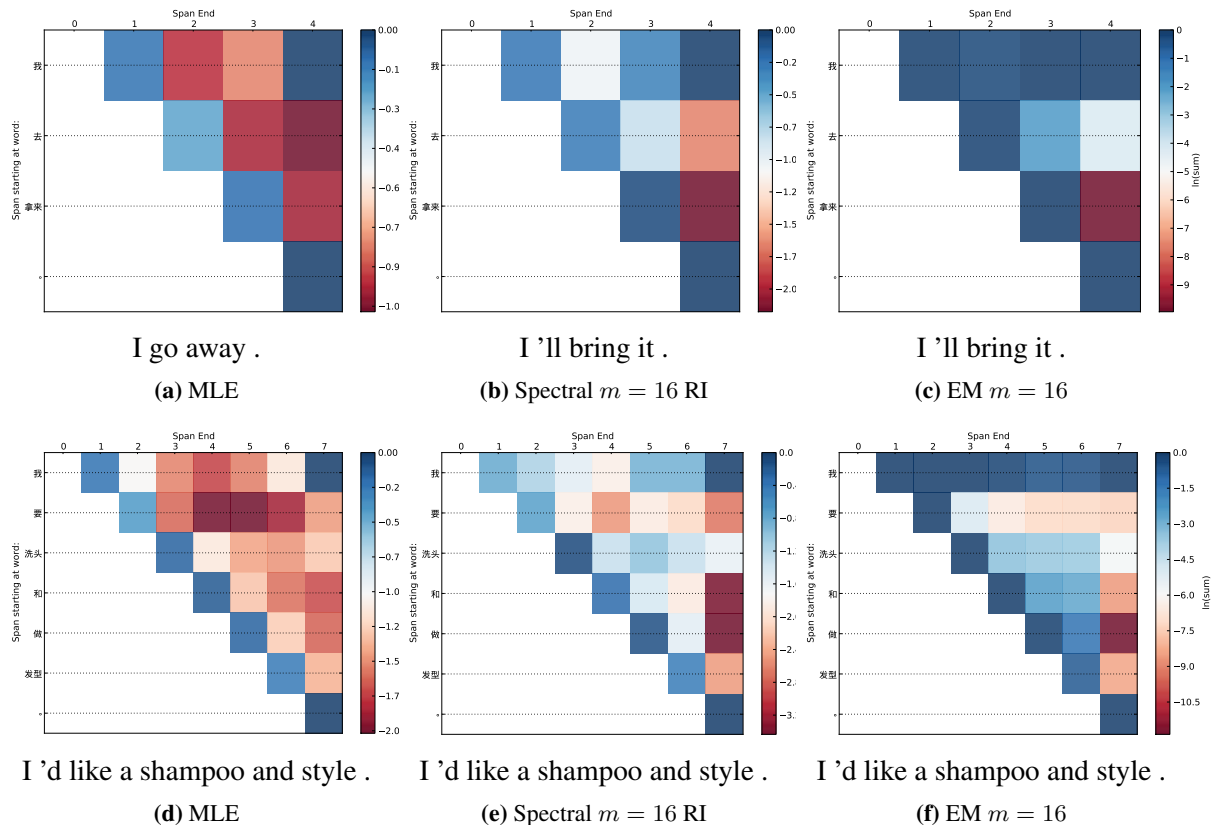 Span End
0 1 2 3 4
Span starting at word:
我
去
拿来
。
0.00
−0.1
−0.3
−0.4
−0.6
−0.7
−0.9
−1.0
I go away .
(a) MLE
Span End
0 1 2 3 4
Span starting at word:
我
去
拿来
。
0.00
−0.2
−0.5
−0.7
−1.0
−1.2
−1.5
−1.7
−2.0
I 'll bring it .
(b) Spectral m = 16 RI
Span End
0 1 2 3 4
Span starting at word:
我
去
拿来
。
0
−1
−2
−3
−4
−5
−6
−7
−8
−9
ln(sum)
I 'll bring it .
(c) EM m = 16
Span End
0 1 2 3 4 5 6 7
Span starting at word:
我
要
洗头
和
做
发型
。
0.00
−0.2
−0.5
−0.7
−1.0
−1.2
−1.5
−1.7
−2.0
I 'd like a shampoo and style .
(d) MLE
Span End
0 1 2 3 4 5 6 7
Span starting at word:
我
要
洗头
和
做
发型
。
0.0
−0.
−0.
−1.
−1.
−2.
−2.
−2.
−3.
I 'd like a shampoo and style .
(e) Spectral m = 16 RI
Span End
0 1 2 3 4 5 6 7
Span starting at word:
我
要
洗头
和
做
发型
。
0.0
−1.5
−3.0
−4.5
−6.0
−7.5
−9.0
−10.5
ln(sum)
I 'd like a shampoo and style .
(f) EM m = 16